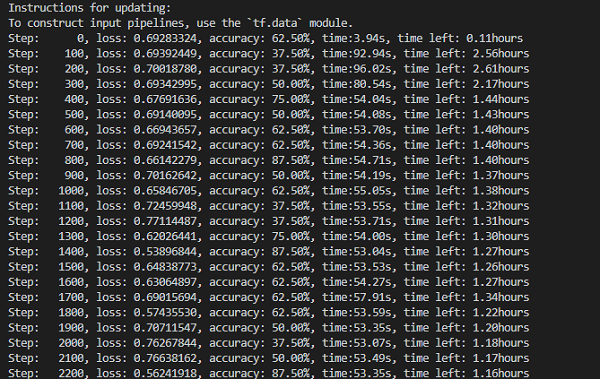 Instructions for updating:
To construct input pipelines, use the `tf.data` module.
Step:     0, loss: 0.69283324, accuracy: 62.50%, time:3.94s, time left: 0.11hours
Step:   100, loss: 0.69392449, accuracy: 37.50%, time:92.94s, time left: 2.56hours
Step:   200, loss: 0.70018780, accuracy: 37.50%, time:96.02s, time left: 2.61hours
Step:   300, loss: 0.69342995, accuracy: 50.00%, time:80.54s, time left: 2.17hours
Step:   400, loss: 0.67691636, accuracy: 75.00%, time:54.04s, time left: 1.44hours
Step:   500, loss: 0.69140095, accuracy: 50.00%, time:54.08s, time left: 1.43hours
Step:   600, loss: 0.66943657, accuracy: 62.50%, time:53.70s, time left: 1.40hours
Step:   700, loss: 0.69241542, accuracy: 62.50%, time:54.36s, time left: 1.40hours
Step:   800, loss: 0.66142279, accuracy: 87.50%, time:54.71s, time left: 1.40hours
Step:   900, loss: 0.70162642, accuracy: 50.00%, time:54.19s, time left: 1.37hours
Step:  1000, loss: 0.65846705, accuracy: 62.50%, time:55.05s, time left: 1.38hours
Step:  1100, loss: 0.72459948, accuracy: 37.50%, time:53.55s, time left: 1.32hours
Step:  1200, loss: 0.77114487, accuracy: 37.50%, time:53.71s, time left: 1.31hours
Step:  1300, loss: 0.62026441, accuracy: 75.00%, time:54.00s, time left: 1.30hours
Step:  1400, loss: 0.53896844, accuracy: 87.50%, time:53.04s, time left: 1.27hours
Step:  1500, loss: 0.64838773, accuracy: 62.50%, time:53.53s, time left: 1.26hours
Step:  1600, loss: 0.63064897, accuracy: 62.50%, time:54.27s, time left: 1.27hours
Step:  1700, loss: 0.69015694, accuracy: 62.50%, time:57.91s, time left: 1.34hours
Step:  1800, loss: 0.57435530, accuracy: 62.50%, time:53.59s, time left: 1.22hours
Step:  1900, loss: 0.70711547, accuracy: 50.00%, time:53.35s, time left: 1.20hours
Step:  2000, loss: 0.76267844, accuracy: 37.50%, time:53.07s, time left: 1.18hours
Step:  2100, loss: 0.76638162, accuracy: 50.00%, time:53.49s, time left: 1.17hours
Step:  2200, loss: 0.56241918, accuracy: 87.50%, time:53.35s, time left: 1.16hours